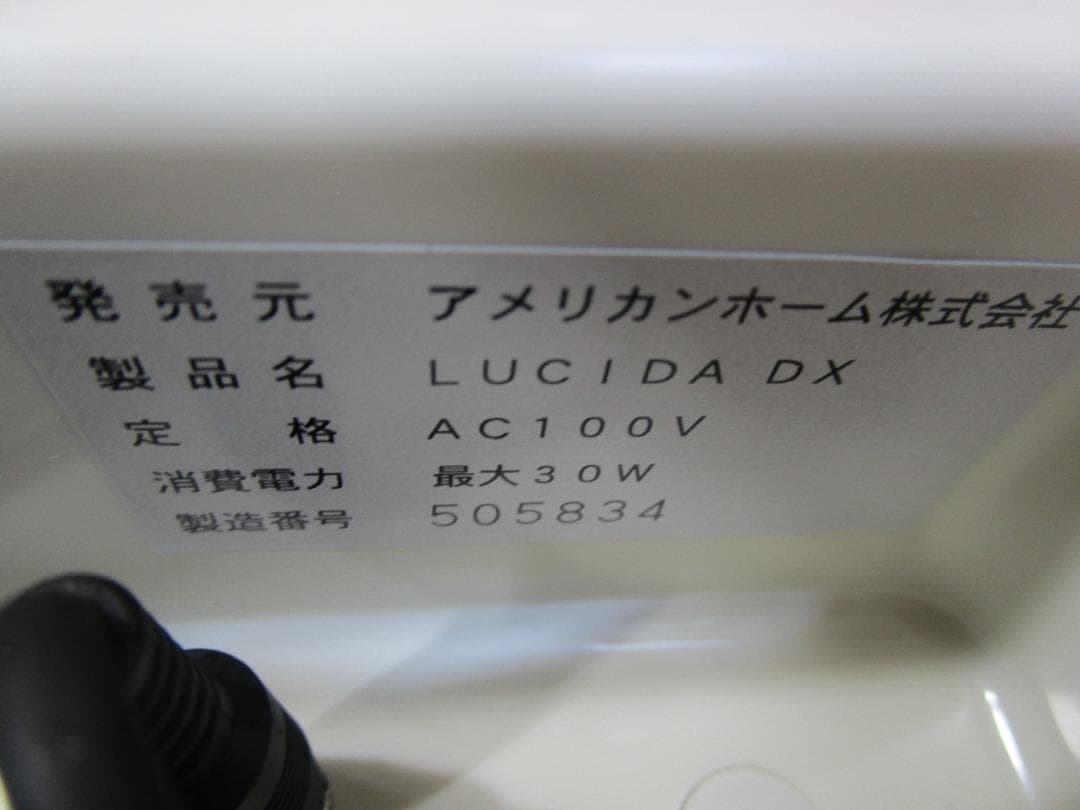 発売元 アメリカンホーム株式会社
製品名 LUCIDA DX
定格 AC100V
消費電力 最大30W
製造番号 505834